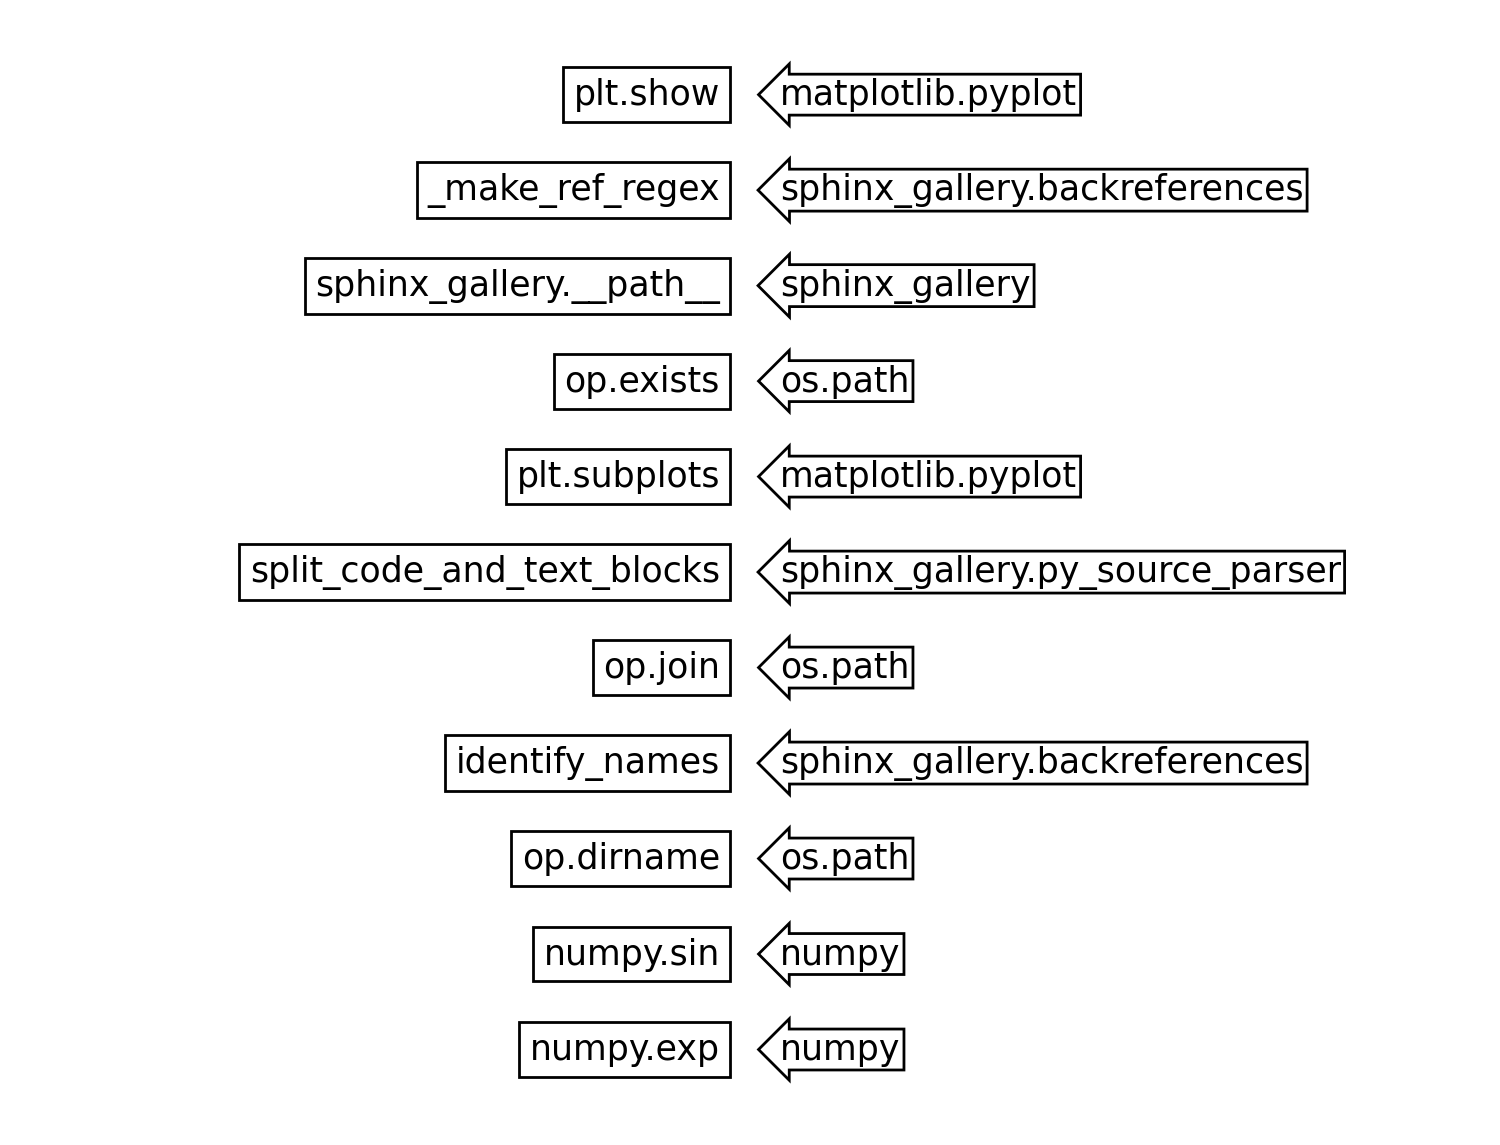 plt.show matplotlib.pyplot
_make_ref_regex sphinx_gallery.backreferences
sphinx_gallery.__path__ sphinx_gallery
op.exists os.path
plt.subplots matplotlib.pyplot
split_code_and_text_blocks sphinx_gallery.py_source_parser
op.join os.path
identify_names sphinx_gallery.backreferences
op.dirname os.path
numpy.sin numpy
numpy.exp numpy